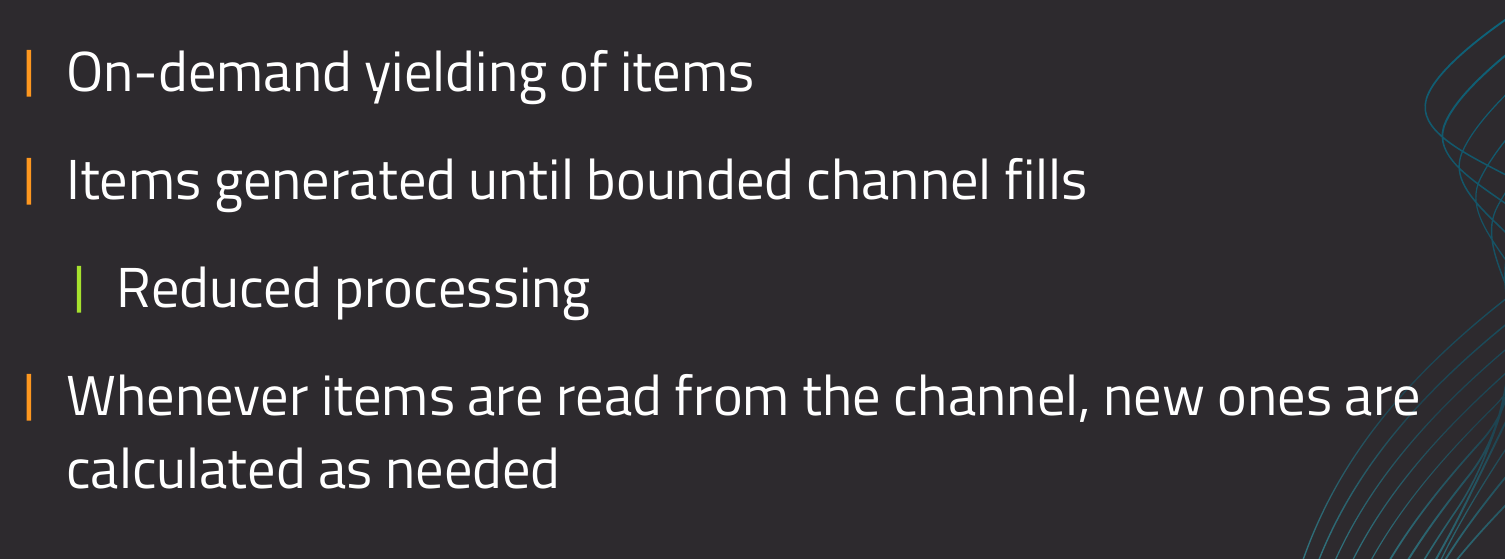 On-demand yielding of items
Items generated until bounded channel fills
Reduced processing
Whenever items are read from the channel, new ones are
calculated as needed